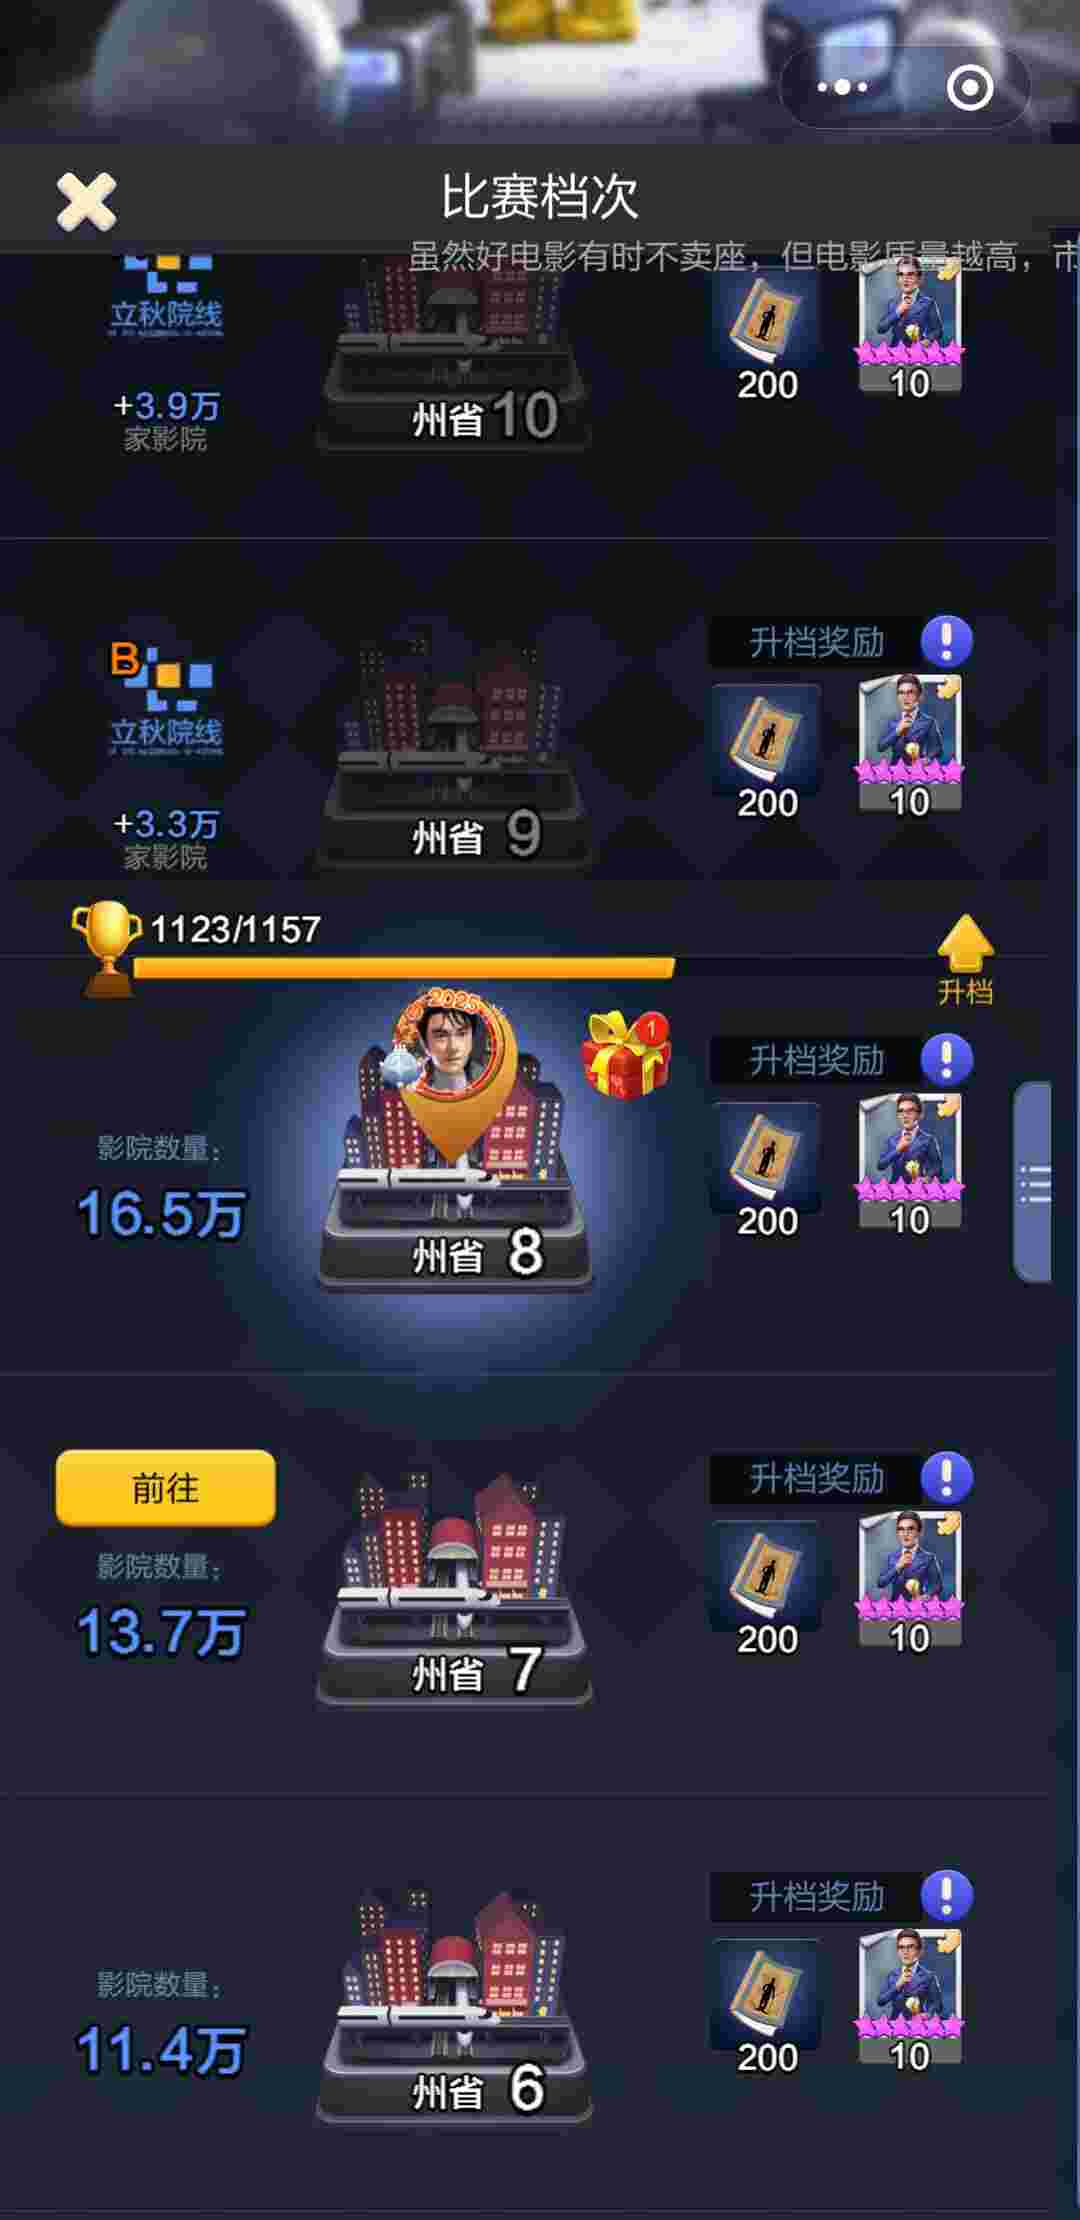 比赛档次
虽然好电影有时不卖座，但电影质量越高，市
立秋院线
+3.9万
家影院
州省 10
200
10
B
立秋院线
+3.3万
家影院
州省 9
升档奖励
200
10
1123/1157
升档
2025
1
影院数量：
16.5万
州省 8
升档奖励
200
10
前往
影院数量：
13.7万
州省 7
升档奖励
200
10
影院数量：
11.4万
州省 6
升档奖励
200
10